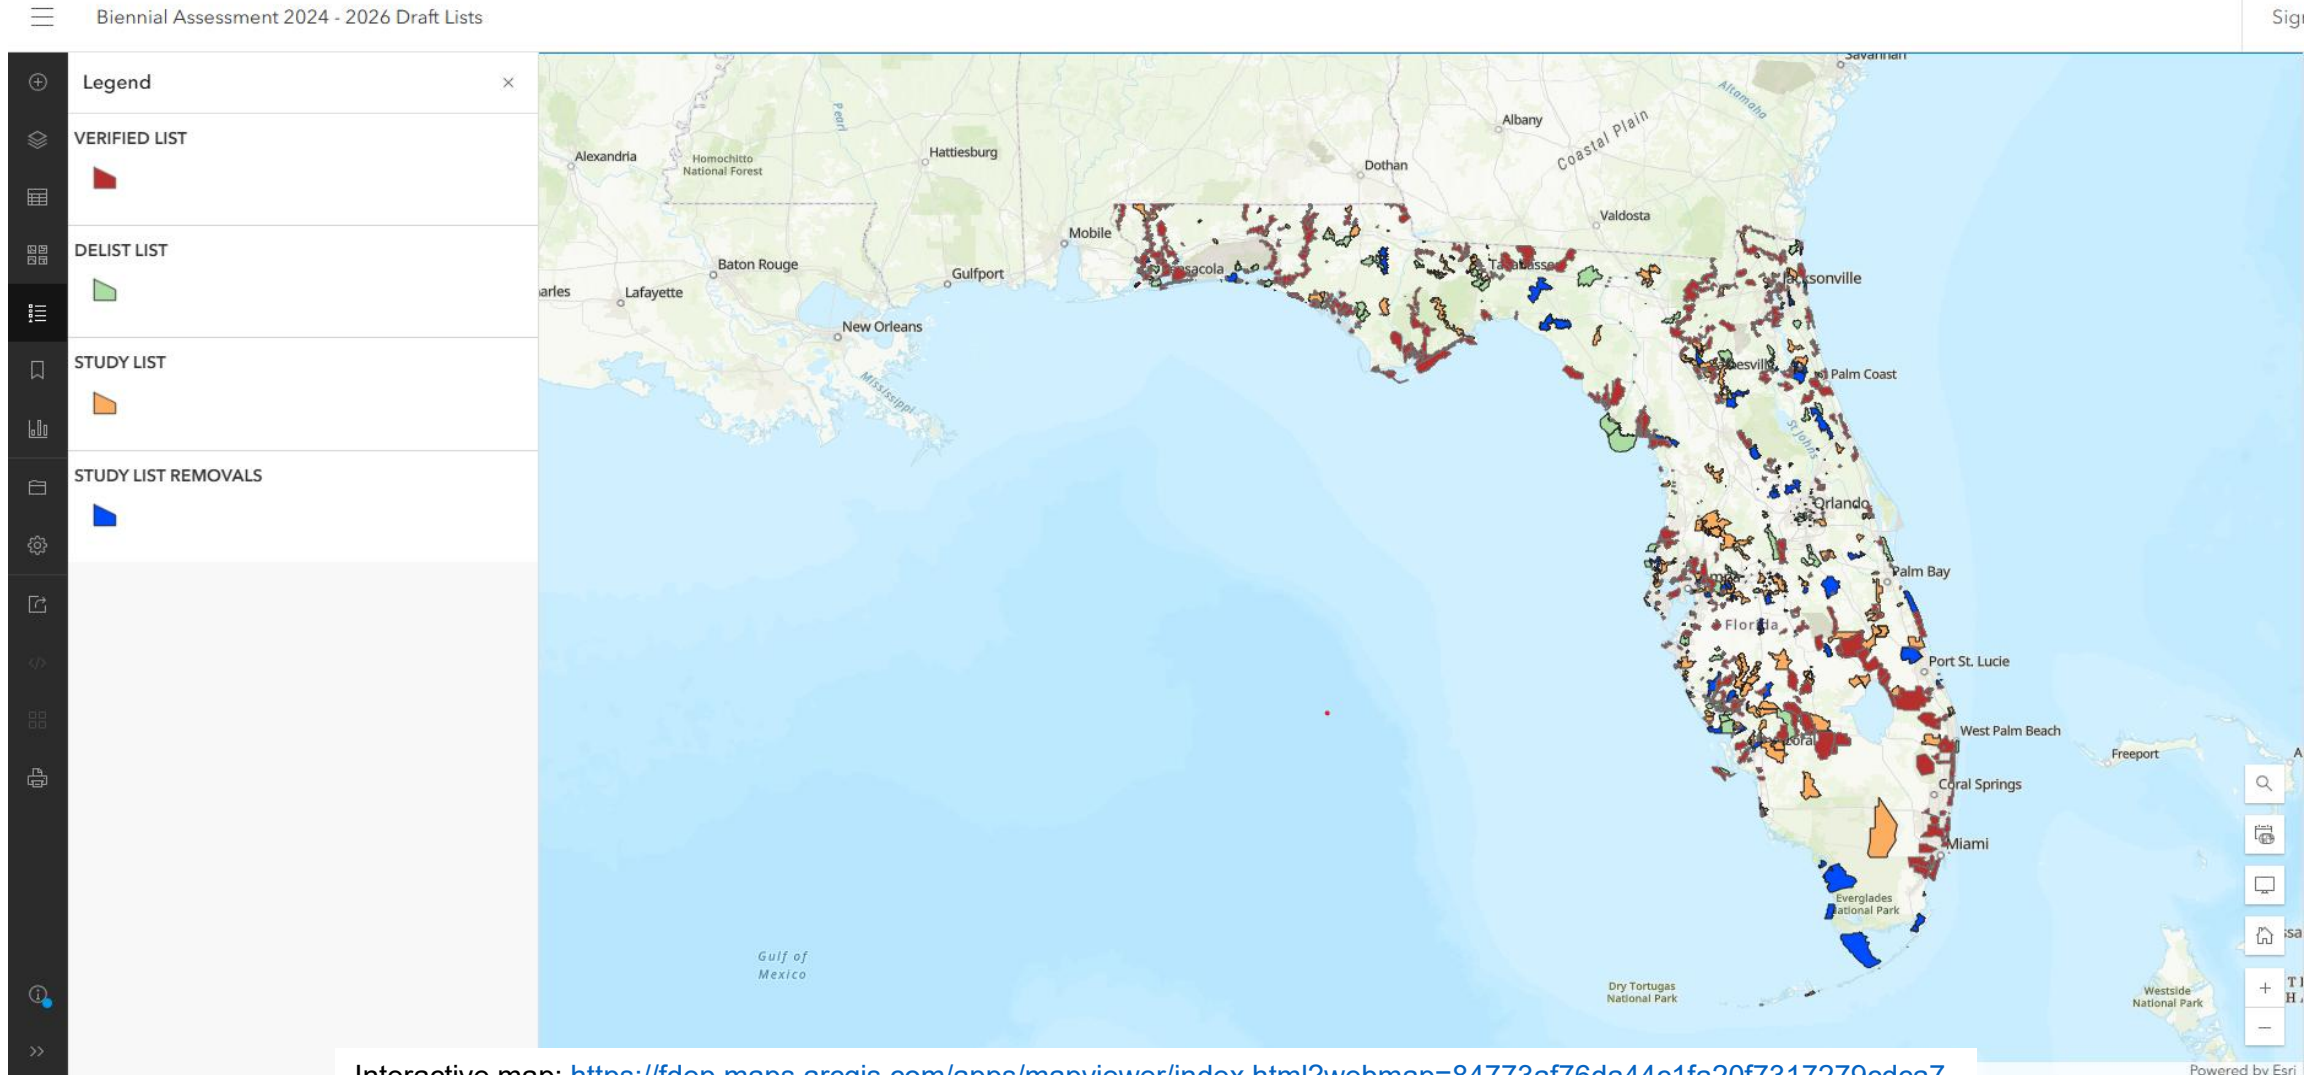 Biennial Assessment 2024 - 2026 Draft Lists
Legend
VERIFIED LIST
DELIST LIST
STUDY LIST
STUDY LIST REMOVALS
Savannah
Altamaha
Pearl
Albany
Coastal Plain
Alexandria
Homochitto
National Forest
Hattiesburg
Dothan
Valdosta
Mobile
Baton Rouge
Gulfport
Lafayette
New Orleans
Mississippi
Jacksonville
Palm Coast
St Johns
Orlando
Palm Bay
Florida
Port St. Lucie
West Palm Beach
Freeport
Coral Springs
Miami
Everglades
National Park
Gulf of
Mexico
Dry Tortugas
National Park
Westside
National Park
Powered by Esri